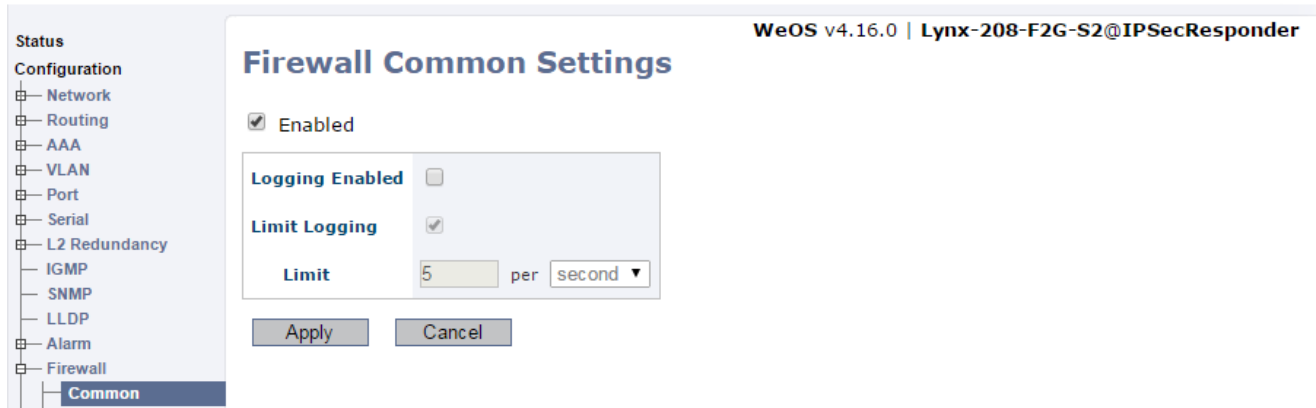 WeOS v4.16.0 | Lynx-208-F2G-S2@IPSecResponder
Status
Configuration
Network
Routing
AAA
VLAN
Port
Serial
L2 Redundancy
IGMP
SNMP
LLDP
Alarm
Firewall
Common
Firewall Common Settings
Enabled
Logging Enabled
Limit Logging
Limit 5 per second
Apply Cancel